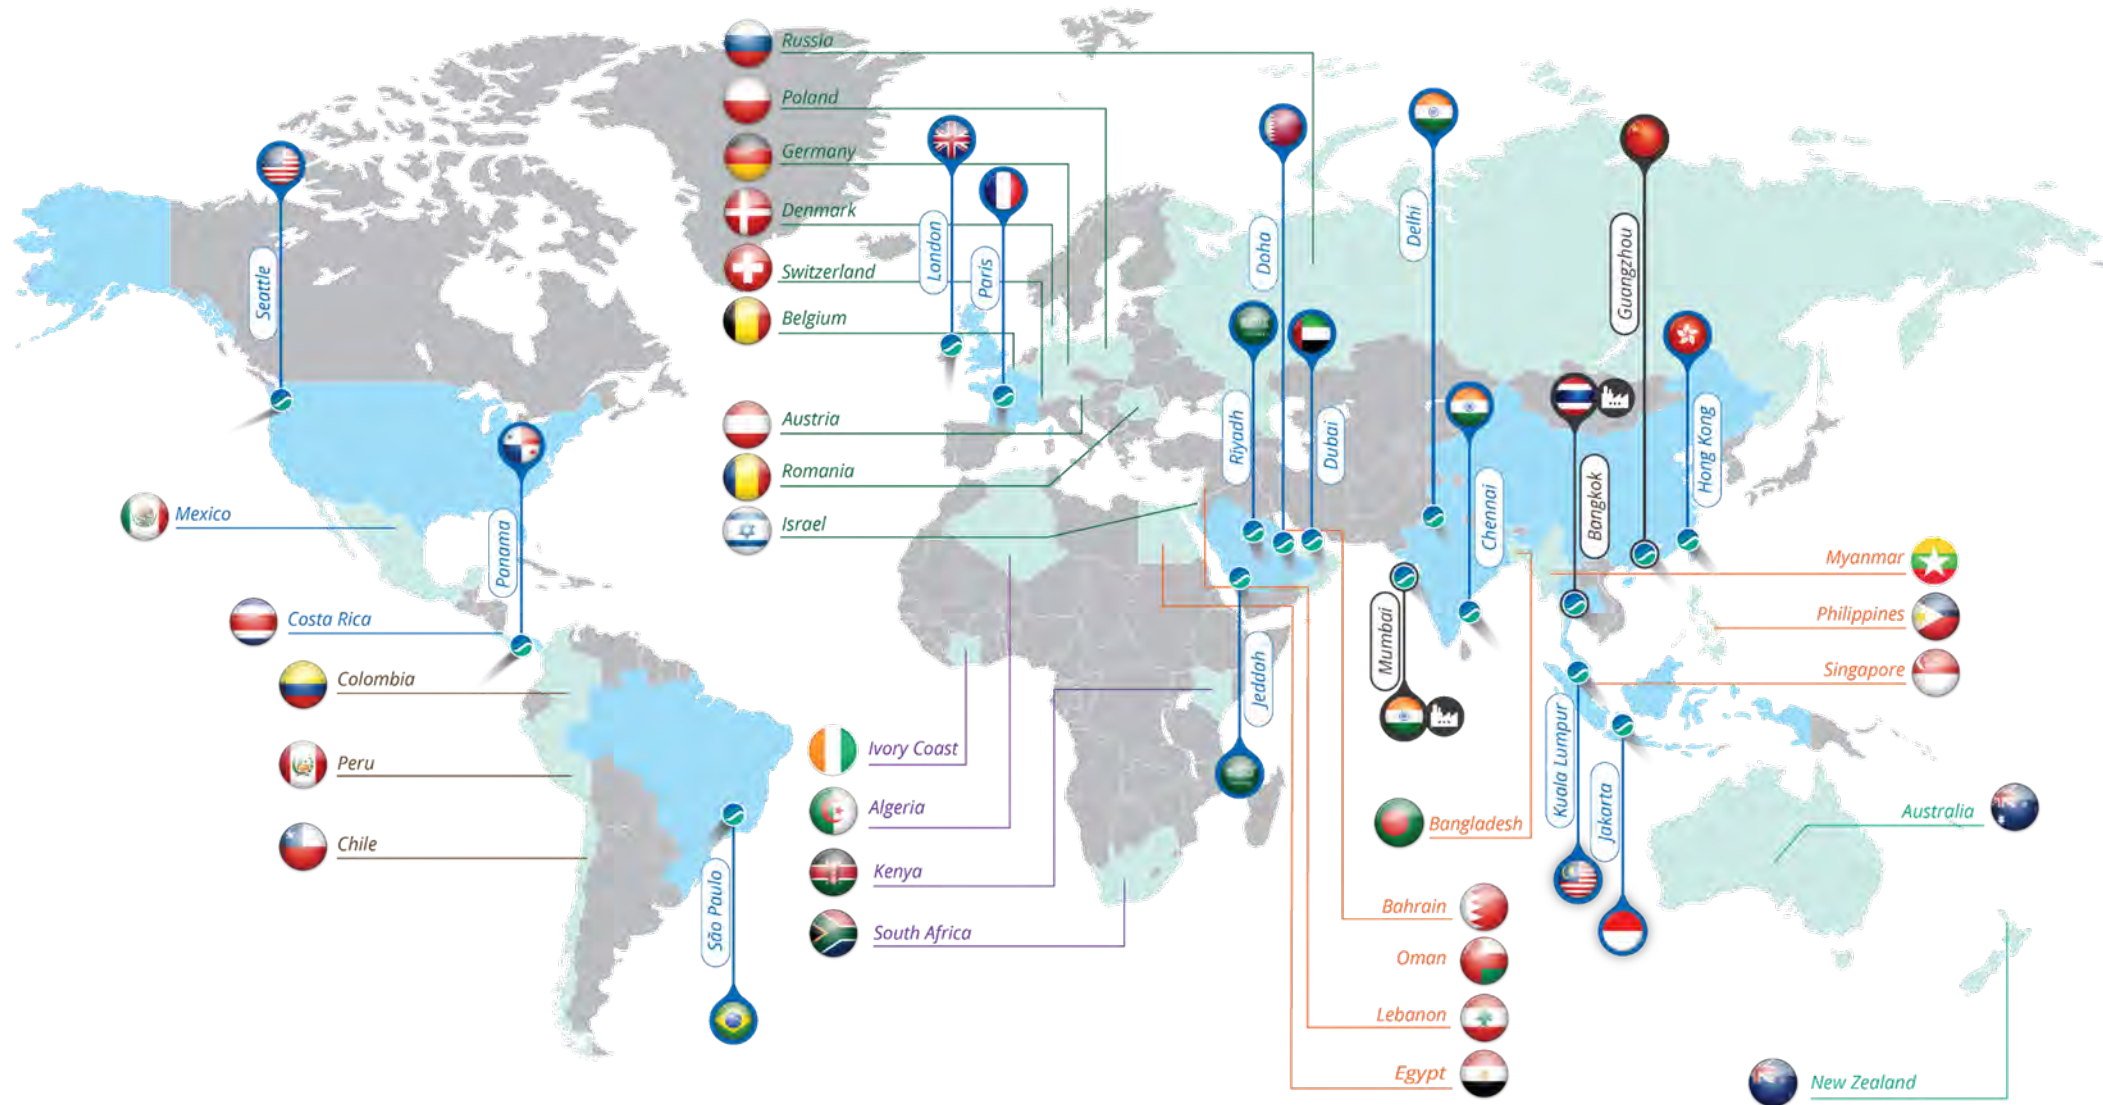 Russia
Poland
Germany
Denmark
Switzerland
Belgium
Austria
Romania
Israel
Seattle
London
Paris
Doha
Delhi
Guangzhou
Riyadh
Dubai
Chennai
Bangkok
Hong Kong
Mexico
Panama
Costa Rica
Colombia
Peru
Chile
São Paulo
Ivory Coast
Algeria
Kenya
South Africa
Jeddah
Mumbai
Kuala Lumpur
Jakarta
Myanmar
Philippines
Singapore
Bangladesh
Australia
Bahrain
Oman
Lebanon
Egypt
New Zealand